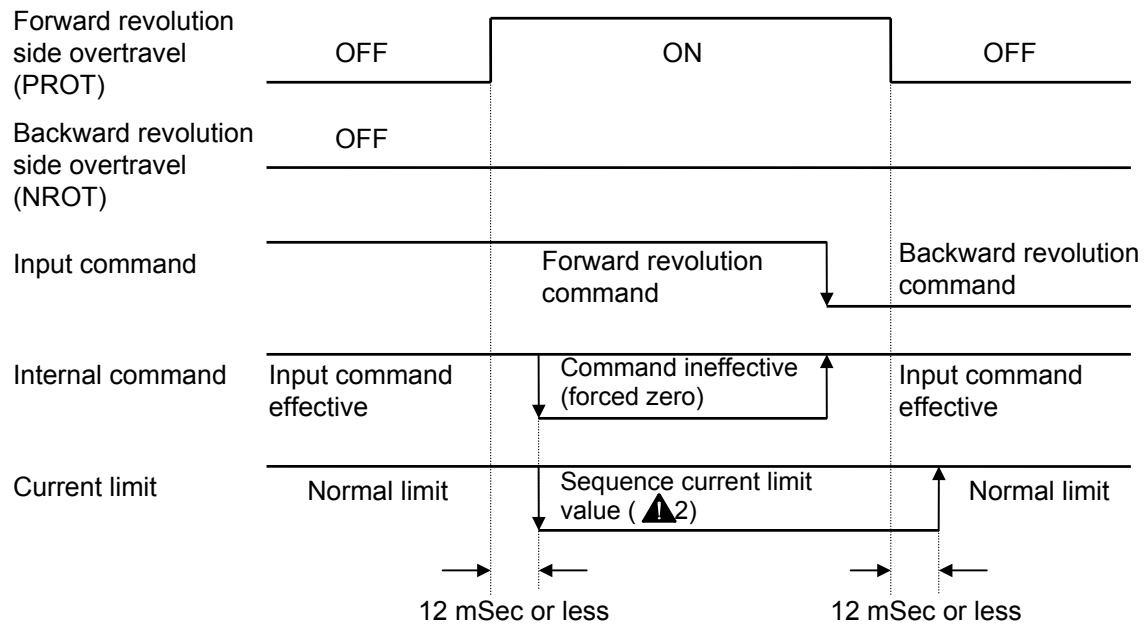 Forward revolution
side overtravel
(PROT)
OFF
ON
OFF
Backward revolution
side overtravel
(NROT)
OFF
Input command
Forward revolution
command
Backward revolution
command
Internal command
Input command
effective
Command ineffective
(forced zero)
Input command
effective
Current limit
Normal limit
Sequence current limit
value ( ⚠2)
Normal limit
12 mSec or less
12 mSec or less